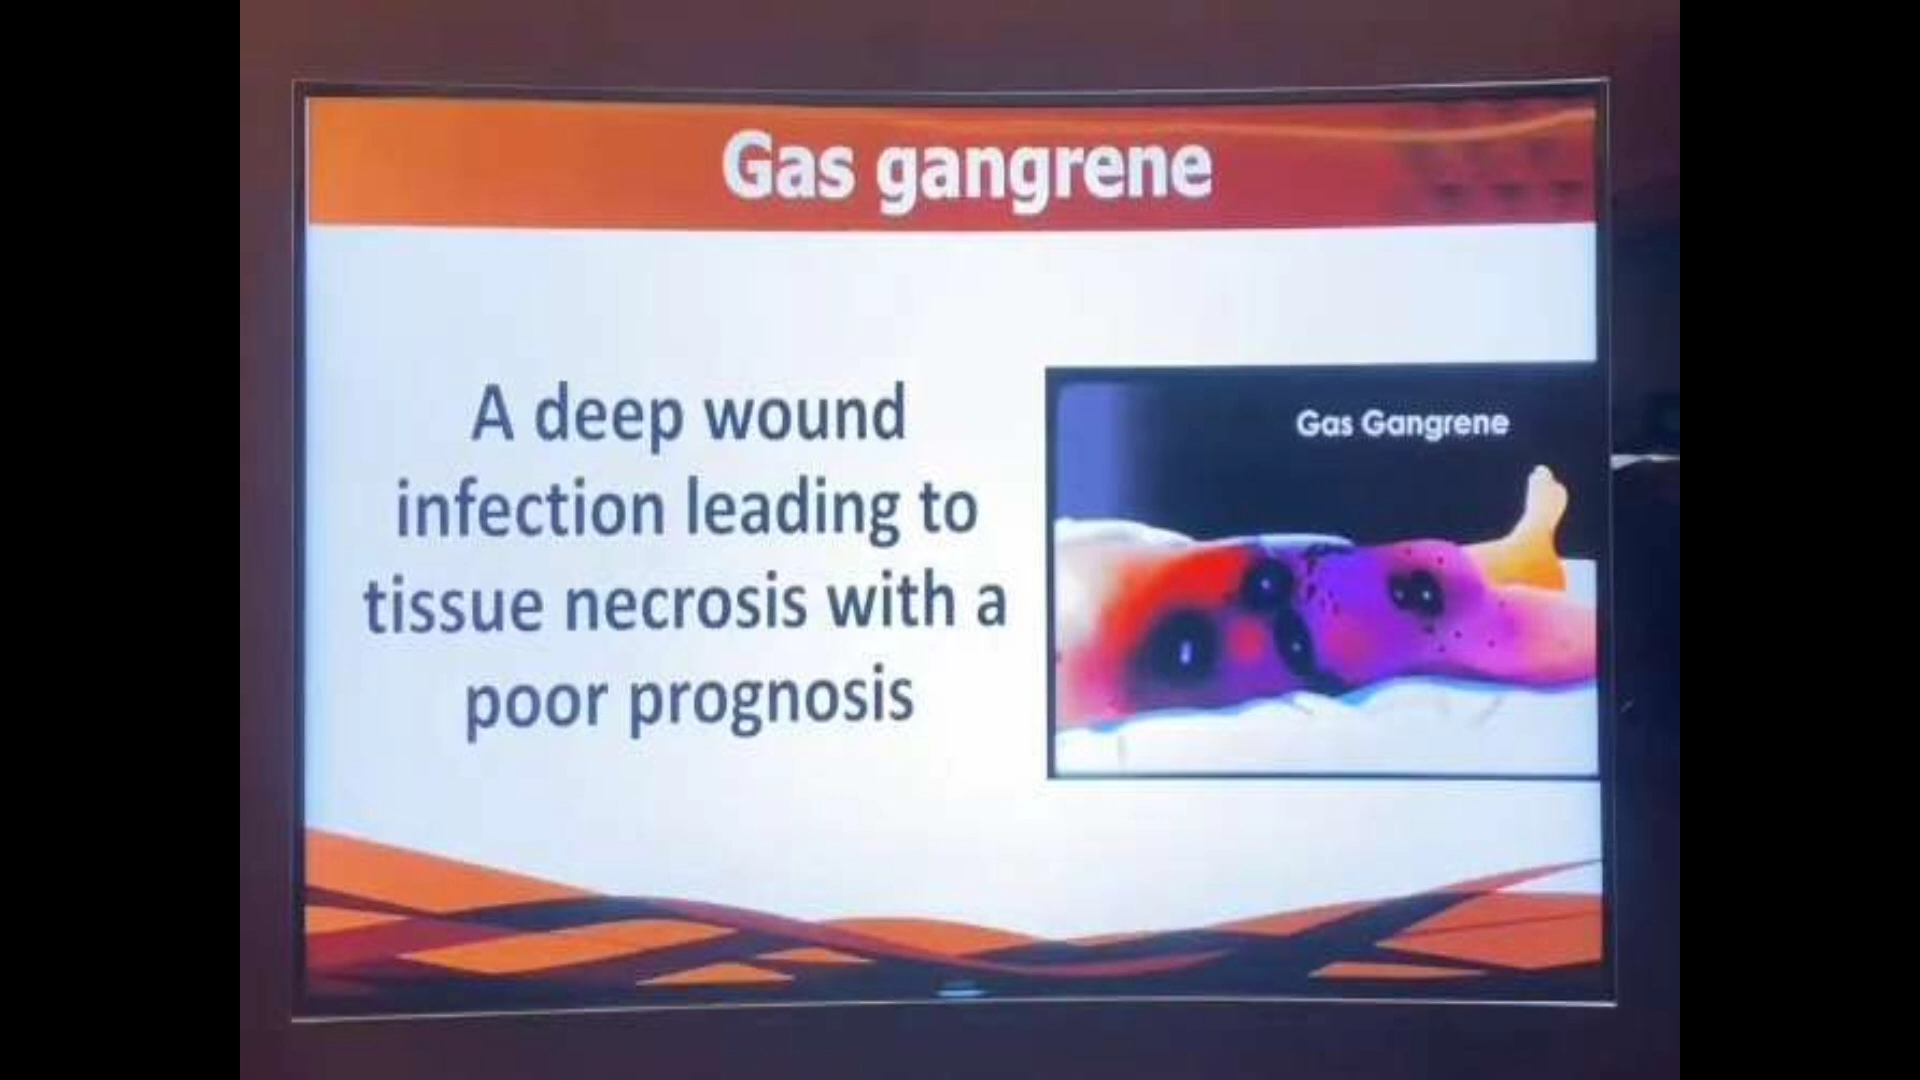 Gas gangrene
A deep wound
infection leading to
tissue necrosis with a
poor prognosis
Gas Gangrene